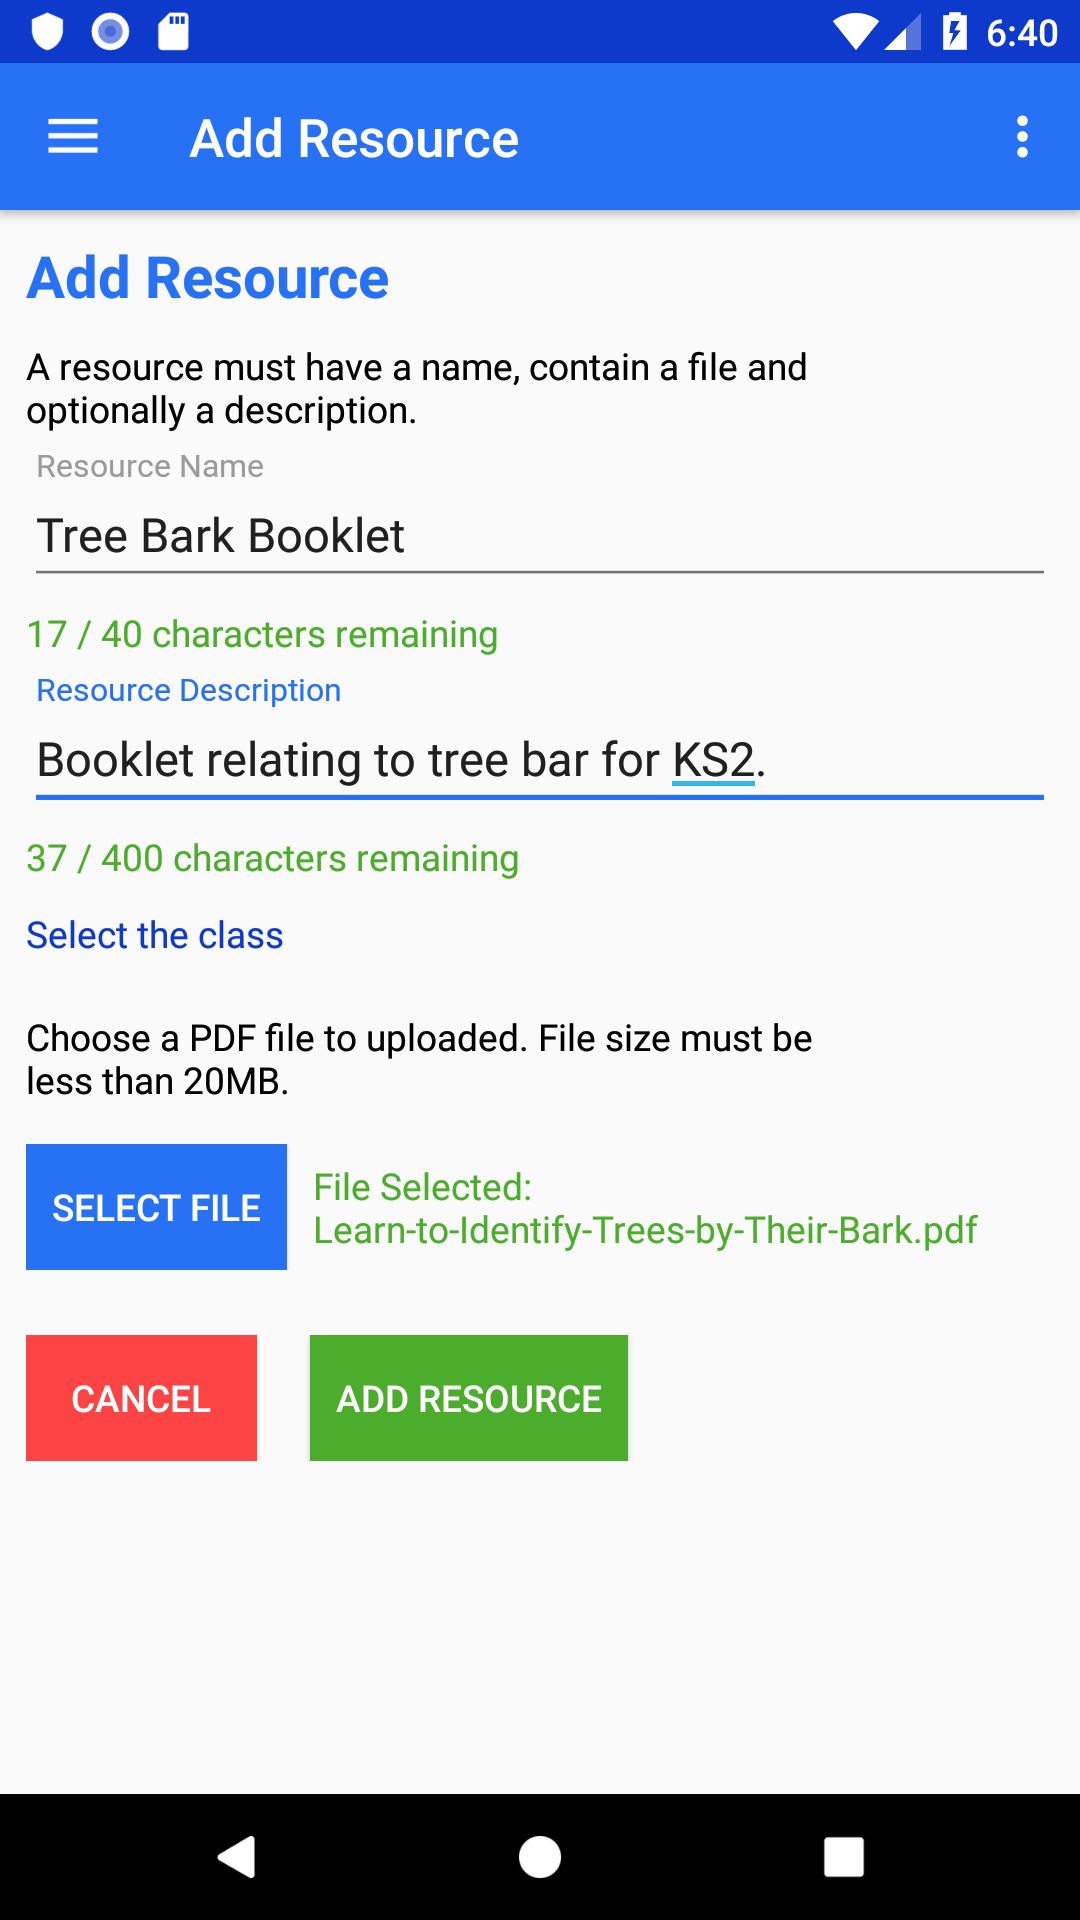 6:40
Add Resource
Add Resource
A resource must have a name, contain a file and
optionally a description.
Resource Name
Tree Bark Booklet
17 / 40 characters remaining
Resource Description
Booklet relating to tree bar for KS2.
37 / 400 characters remaining
Select the class
Choose a PDF file to uploaded. File size must be
less than 20MB.
SELECT FILE
File Selected:
Learn-to-Identify-Trees-by-Their-Bark.pdf
CANCEL
ADD RESOURCE